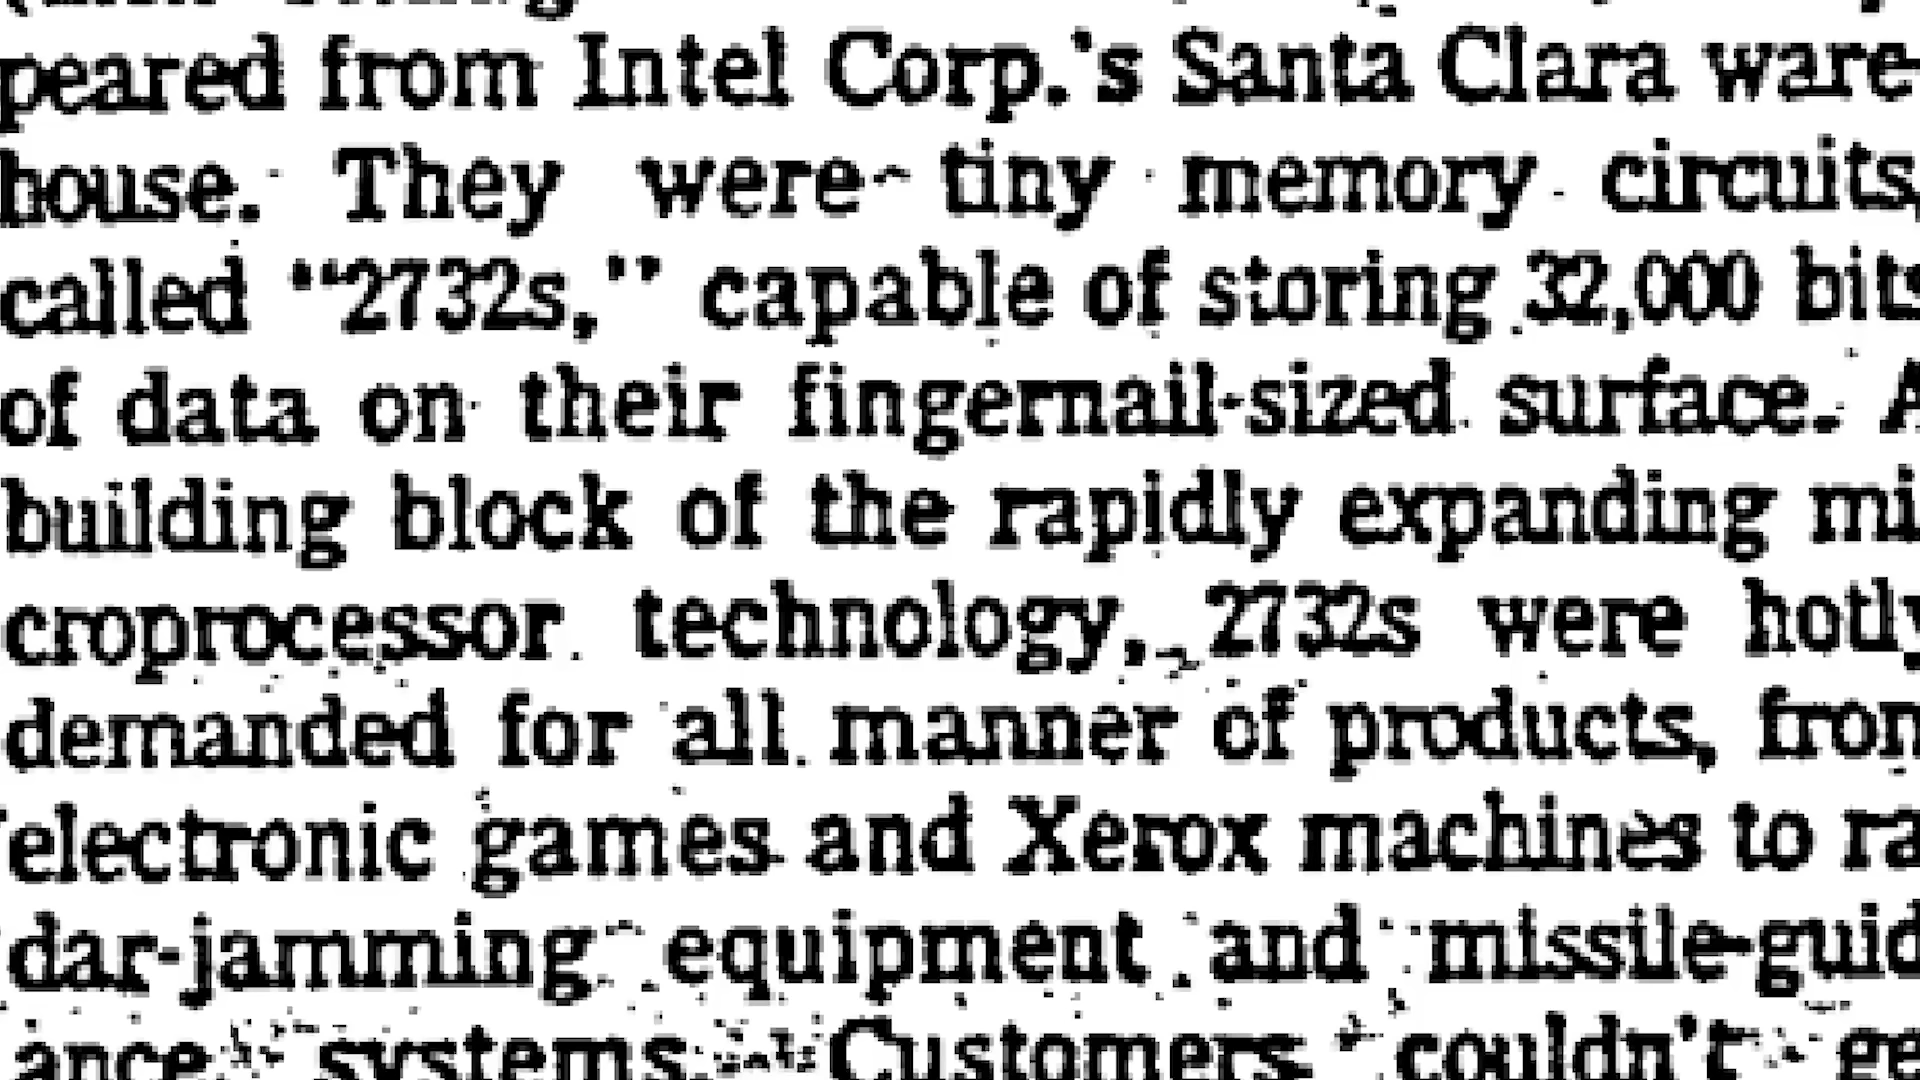 peared from Intel Corp.'s Santa Clara ware-
house. They were tiny memory circuits,
called "2732s," capable of storing 32,000 bits
of data on their fingernail-sized surface. A
building block of the rapidly expanding mi
croprocessor technology, 2732s were hotly
demanded for all manner of products, from
electronic games and Xerox machines to ra
dar-jamming equipment and missile-guid
ance systems. Customers couldn't ge